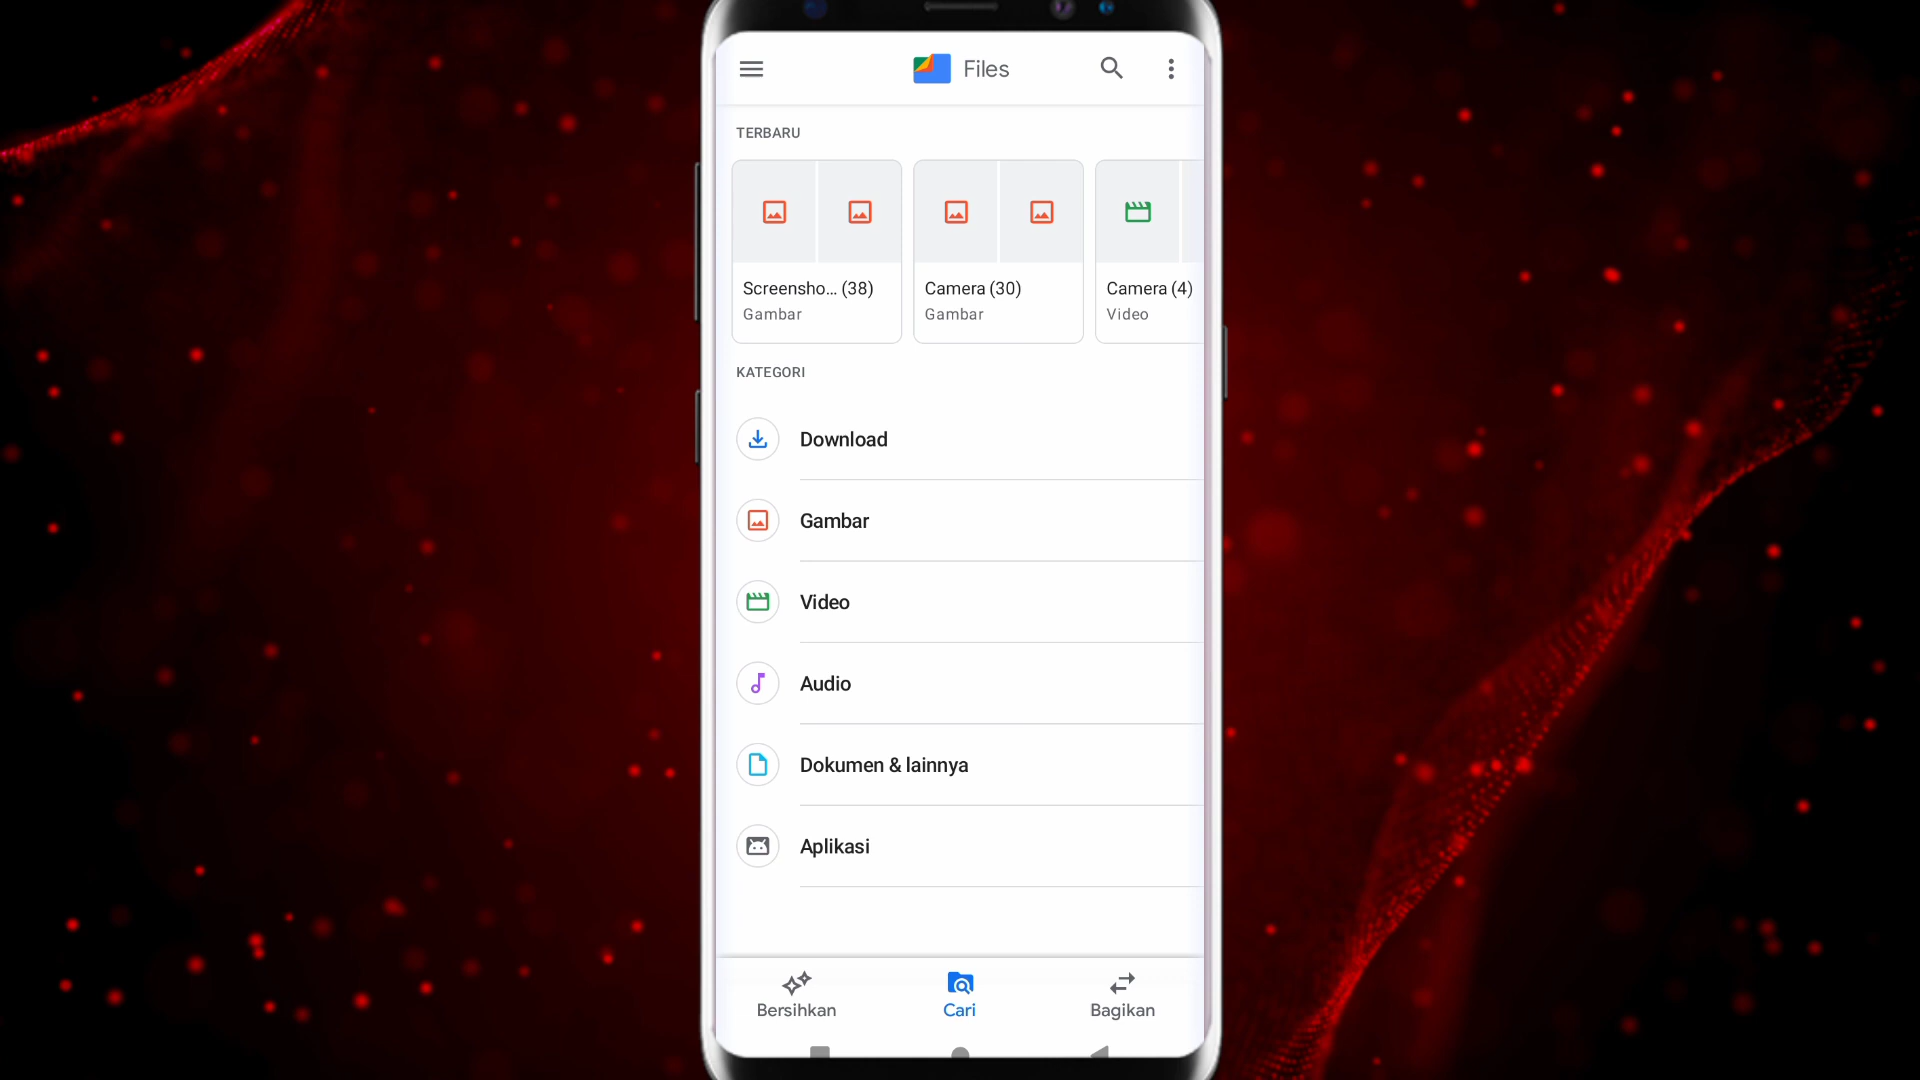 Files
TERBARU
Screensho... (38)
Gambar
Camera (30)
Gambar
Camera (4)
Video
KATEGORI
Download
Gambar
Video
Audio
Dokumen & lainnya
Aplikasi
Bersihkan
Cari
Bagikan